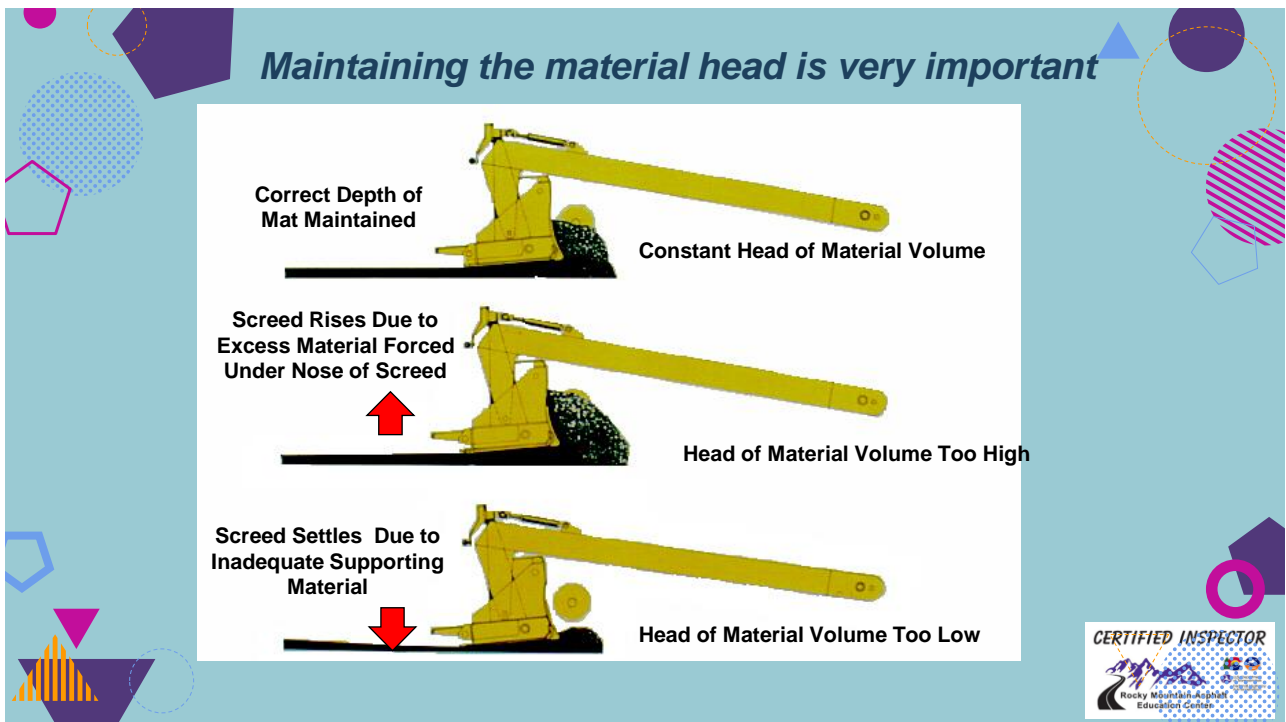 Maintaining the material head is very important
Correct Depth of
Mat Maintained
Constant Head of Material Volume
Screed Rises Due to
Excess Material Forced
Under Nose of Screed
Head of Material Volume Too High
Screed Settles Due to
Inadequate Supporting
Material
Head of Material Volume Too Low
CERTIFIED INSPECTOR
Rocky Mountain Asphalt
Education Center